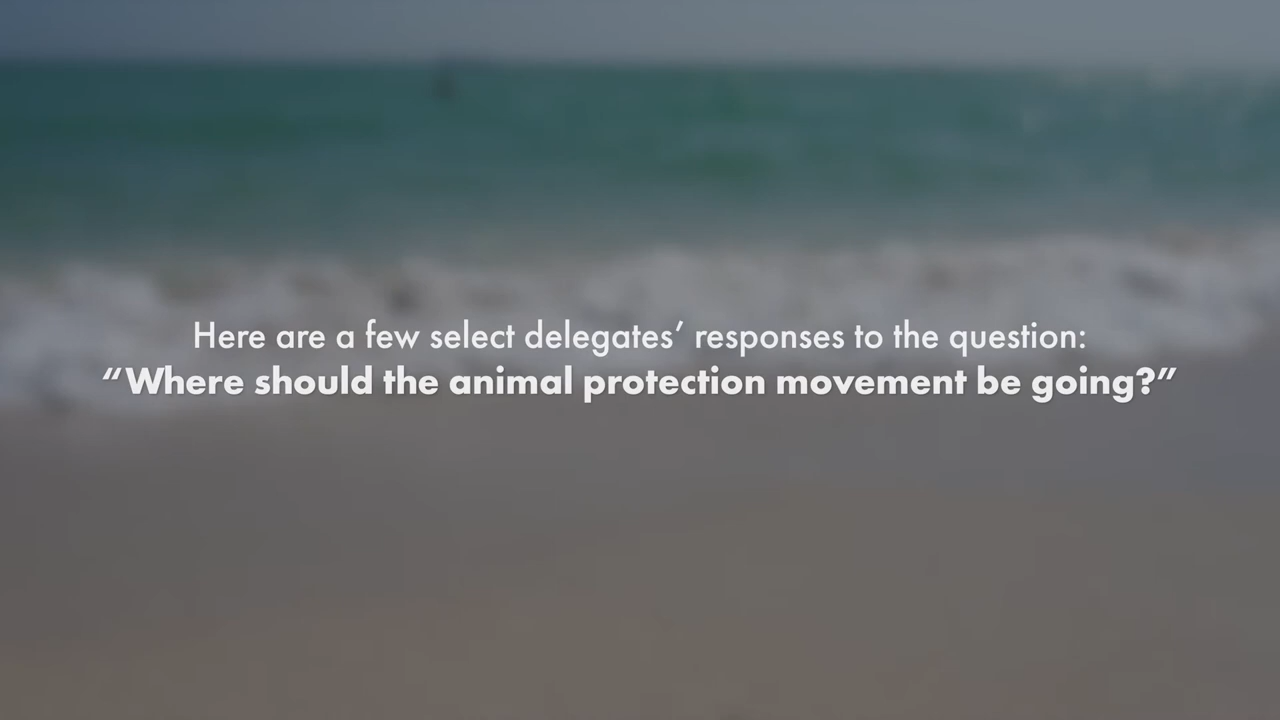 Here are a few select delegates’ responses to the question:
“Where should the animal protection movement be going?”